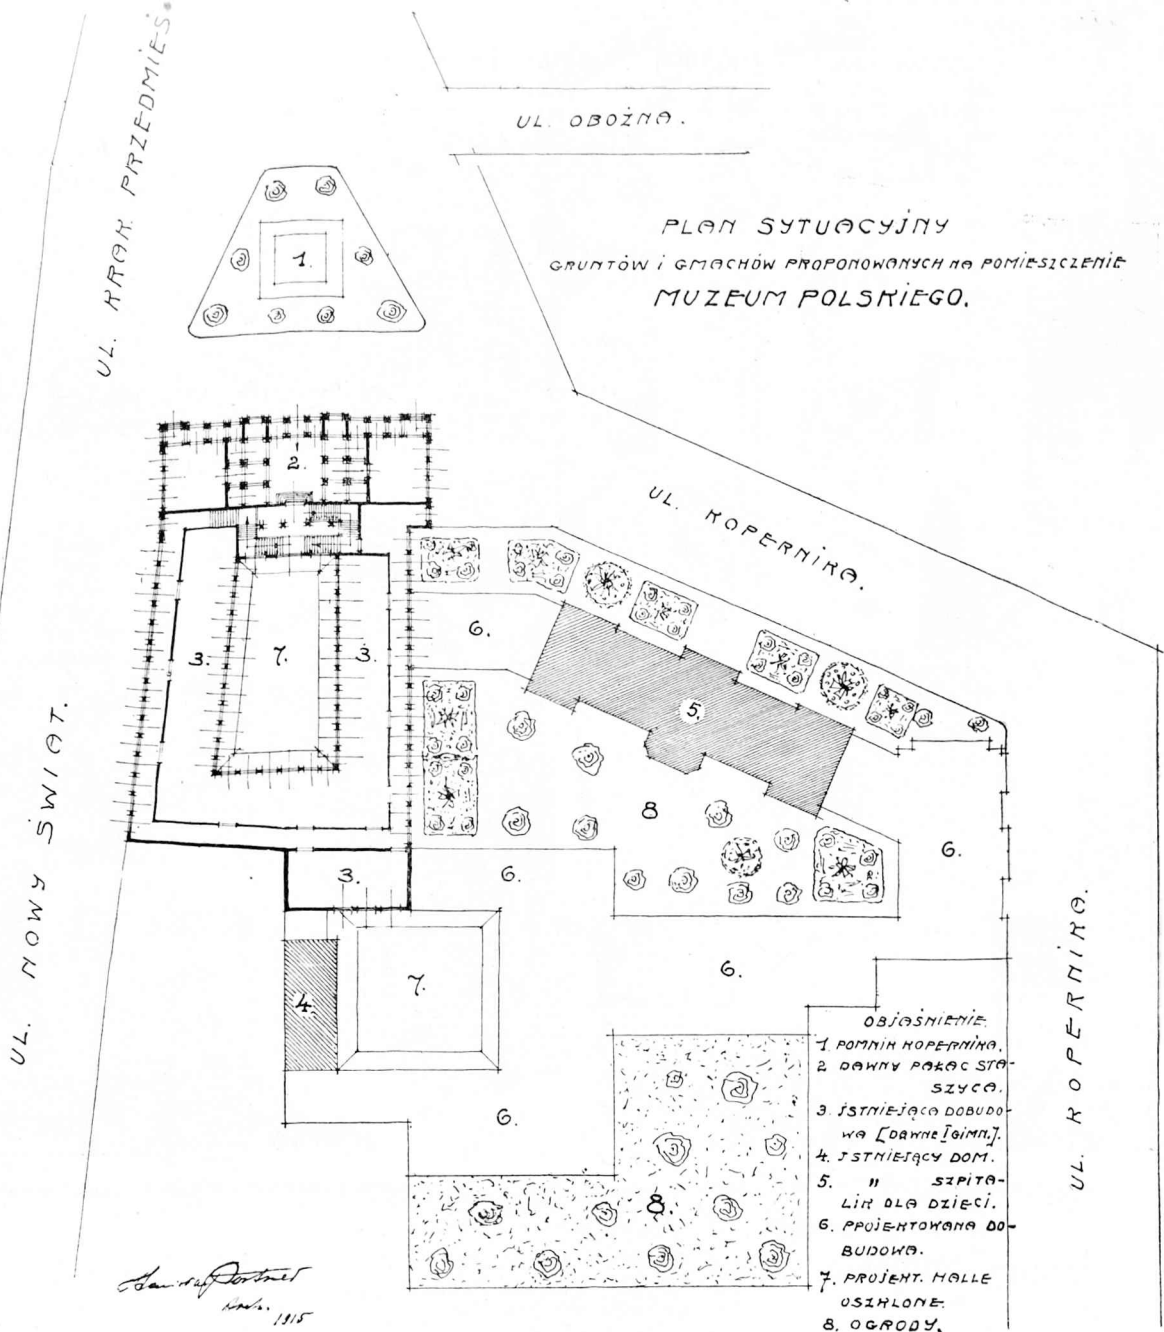 UL. KRAK PRZEDMIEŚ.
UL. OBOŹNA.
PLAN SYTUACYJNY
GRUNTÓW i GMACHÓW PROPONOWANYCH NA POMIESZCZENIE
MUZEUM POLSKIEGO.
1.
2.
UL. KOPERNIKA.
6.
3.
7.
3.
5.
8
UL. NOWY ŚWIAT.
3.
6.
6.
7.
4.
6.
UL. KOPERNIKA.
6.
8.
OBJAŚNIENIE.
1. POMNIK KOPERNIKA.
2 DAWNY PAŁAC STA-
SZYCA.
3. ISTNIEJĄCA DOBUDO-
WA [DAWNE I GIMN.].
4. ISTNIEJĄCY DOM.
5. " SZPITA-
LIK DLA DZIECI.
6. PROJEKTOWANA DO-
BUDOWA.
7. PROJEKT. HALLE
OSZKLONE.
8. OGRODY.
Arch.
1915